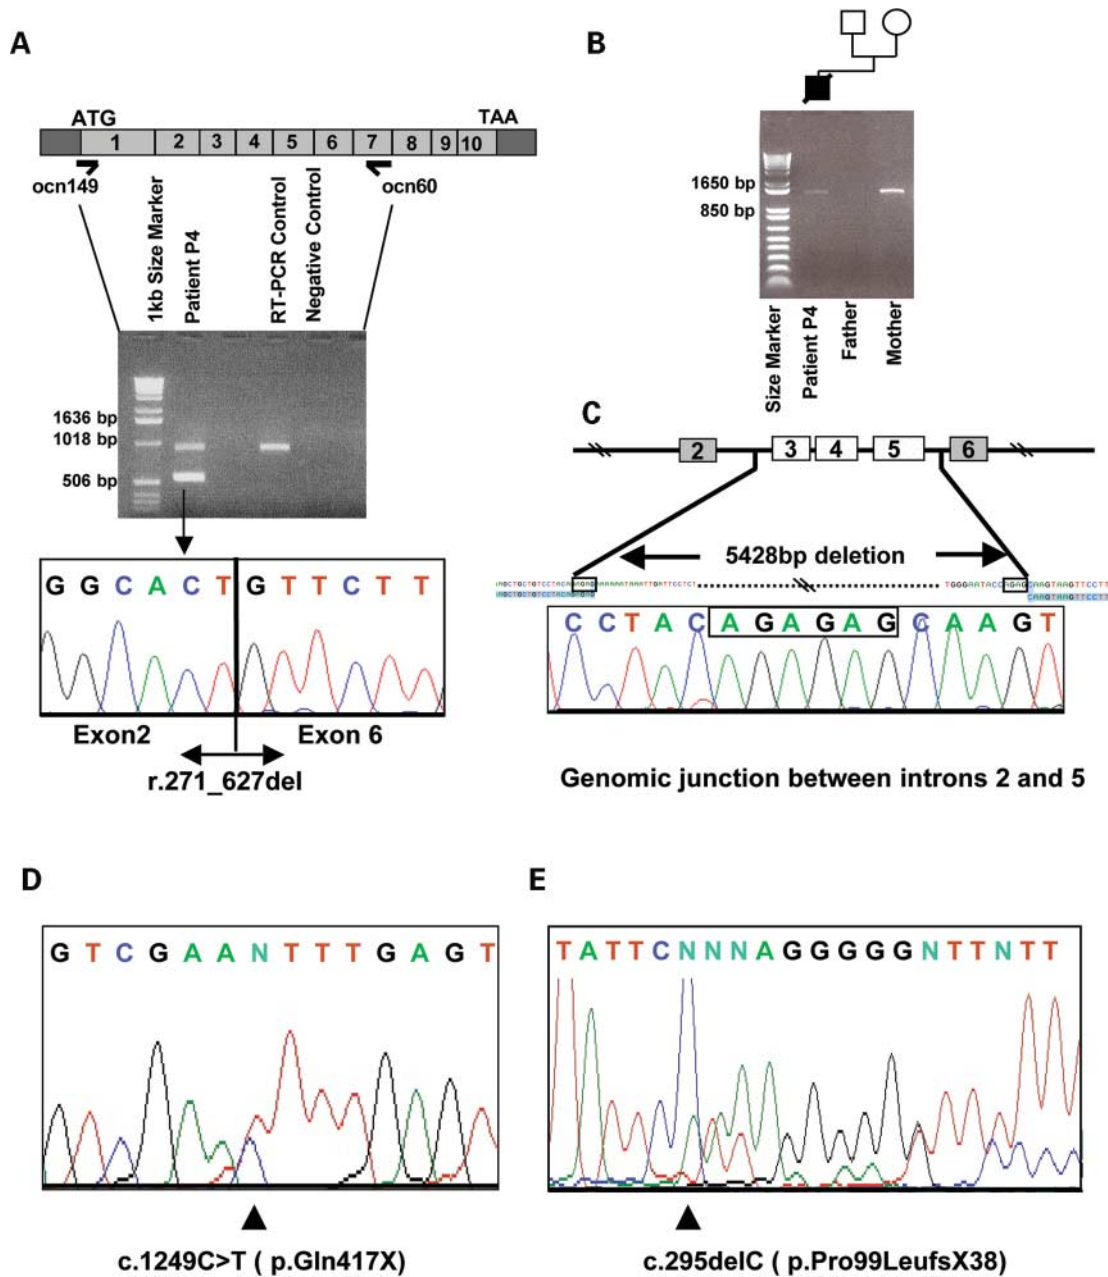 A
ATG
TAA
1 2 3 4 5 6 7 8 9 10
ocn149
ocn60
1kb Size Marker
Patient P4
RT-PCR Control
Negative Control
1636 bp
1018 bp
506 bp
G G C A C T G T T C T T
Exon2
Exon 6
r.271_627del
B
1650 bp
850 bp
Size Marker
Patient P4
Father
Mother
C
2 3 4 5 6
5428bp deletion
C C T A C A G A G A G C A A G T
Genomic junction between introns 2 and 5
D
G T C G A A N T T T G A G T
c.1249C>T ( p.Gln417X)
E
T A T T C N N N A G G G G G N T T N T T
c.295delC ( p.Pro99LeufsX38)